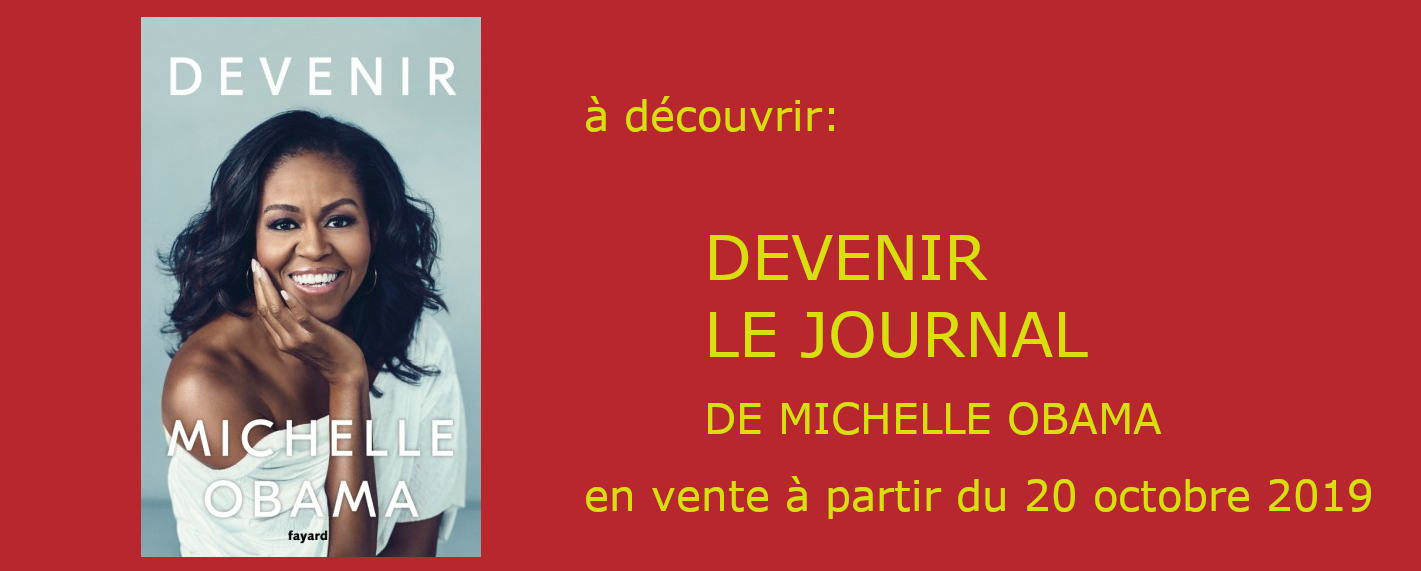 DEVENIR
MICHELLE
OBAMA
fayard
à découvrir:
DEVENIR
LE JOURNAL
DE MICHELLE OBAMA
en vente à partir du 20 octobre 2019